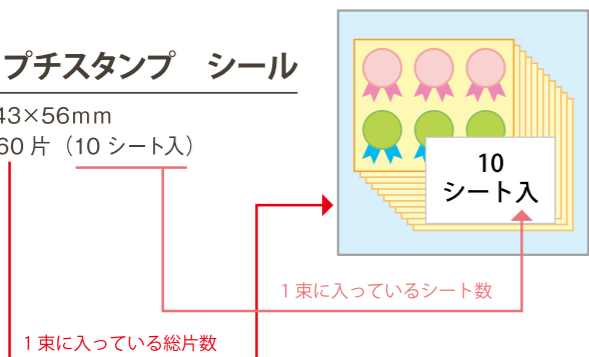 プチスタンプ　シール
43×56mm
60片（10シート入）
10
シート入
1束に入っているシート数
1束に入っている総片数